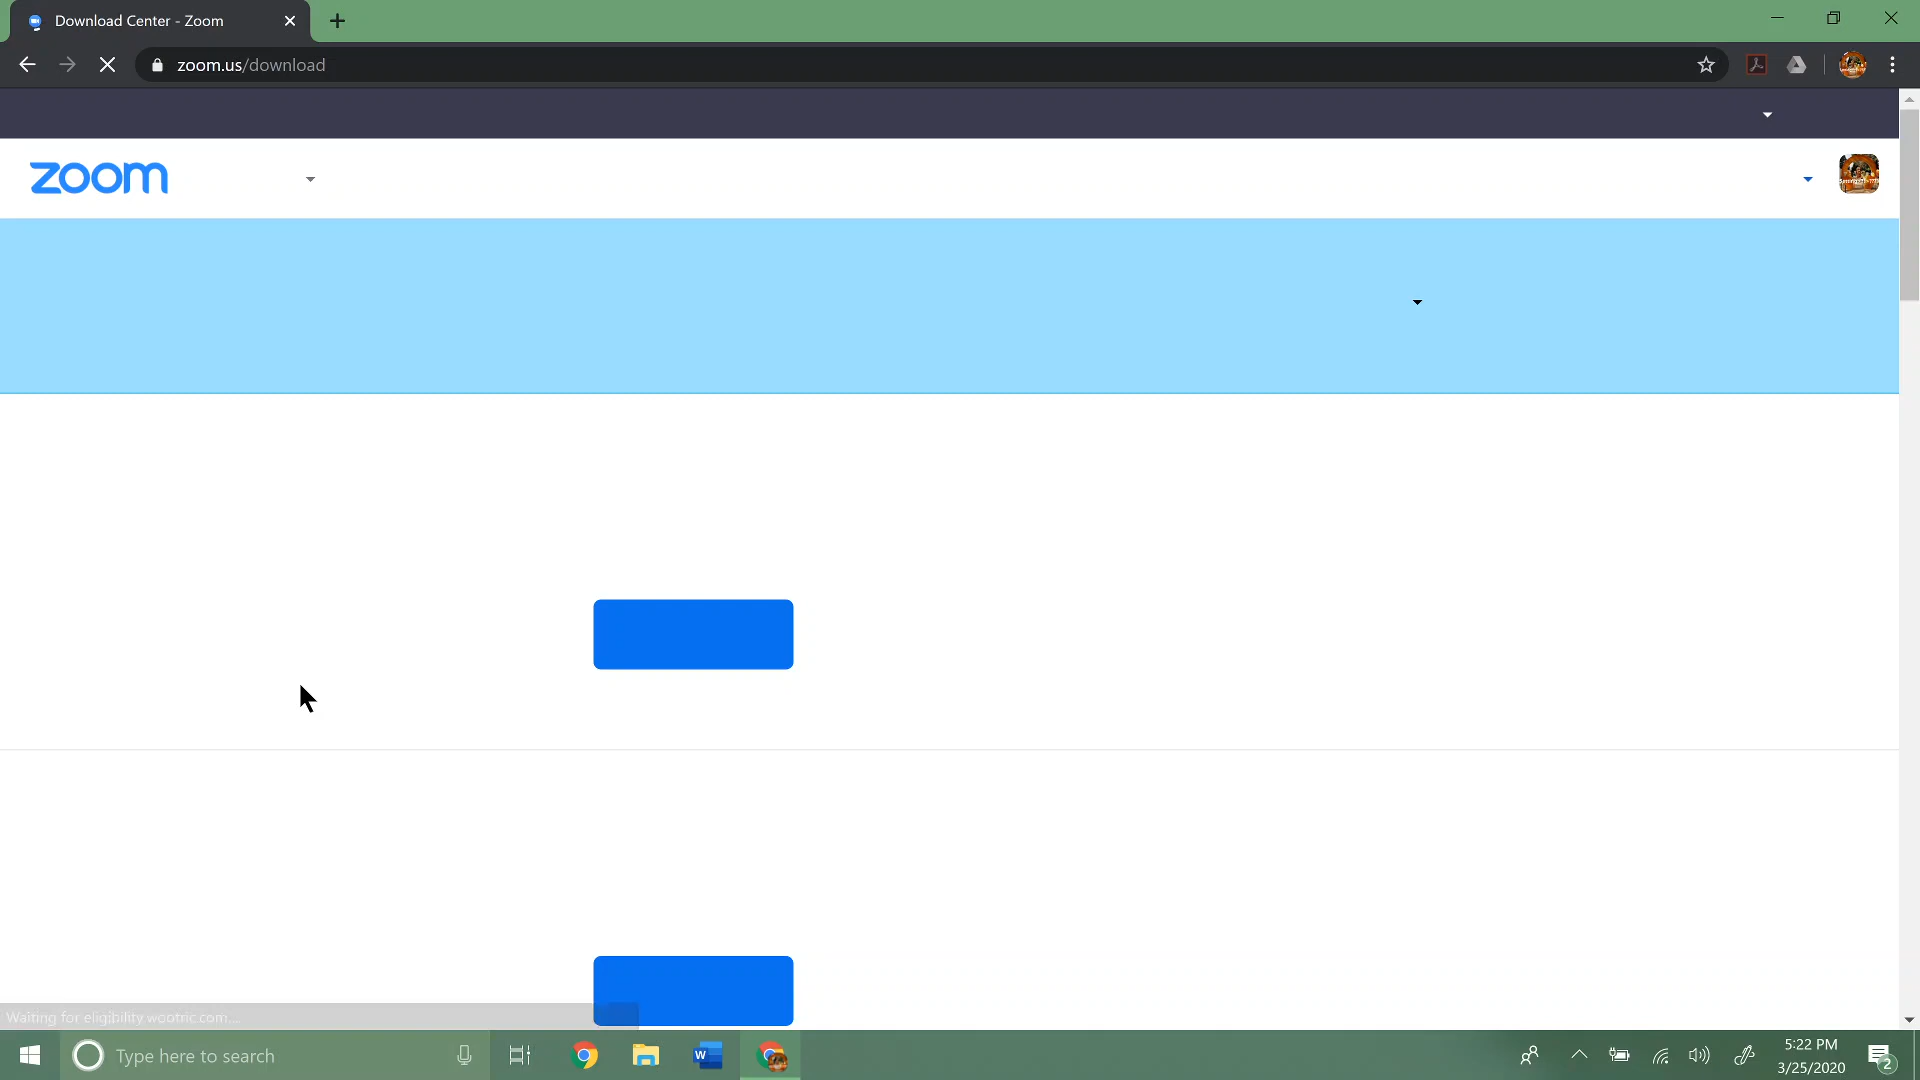 Download Center - Zoom
zoom.us/download
zoom
Waiting for eligibility.wootric.com...
Type here to search
W
5:22 PM
3/25/2020
2